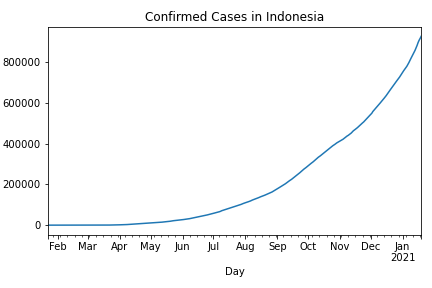 Confirmed Cases in Indonesia
800000
600000
400000
200000
0
Feb Mar Apr May Jun Jul Aug Sep Oct Nov Dec Jan
2021
Day